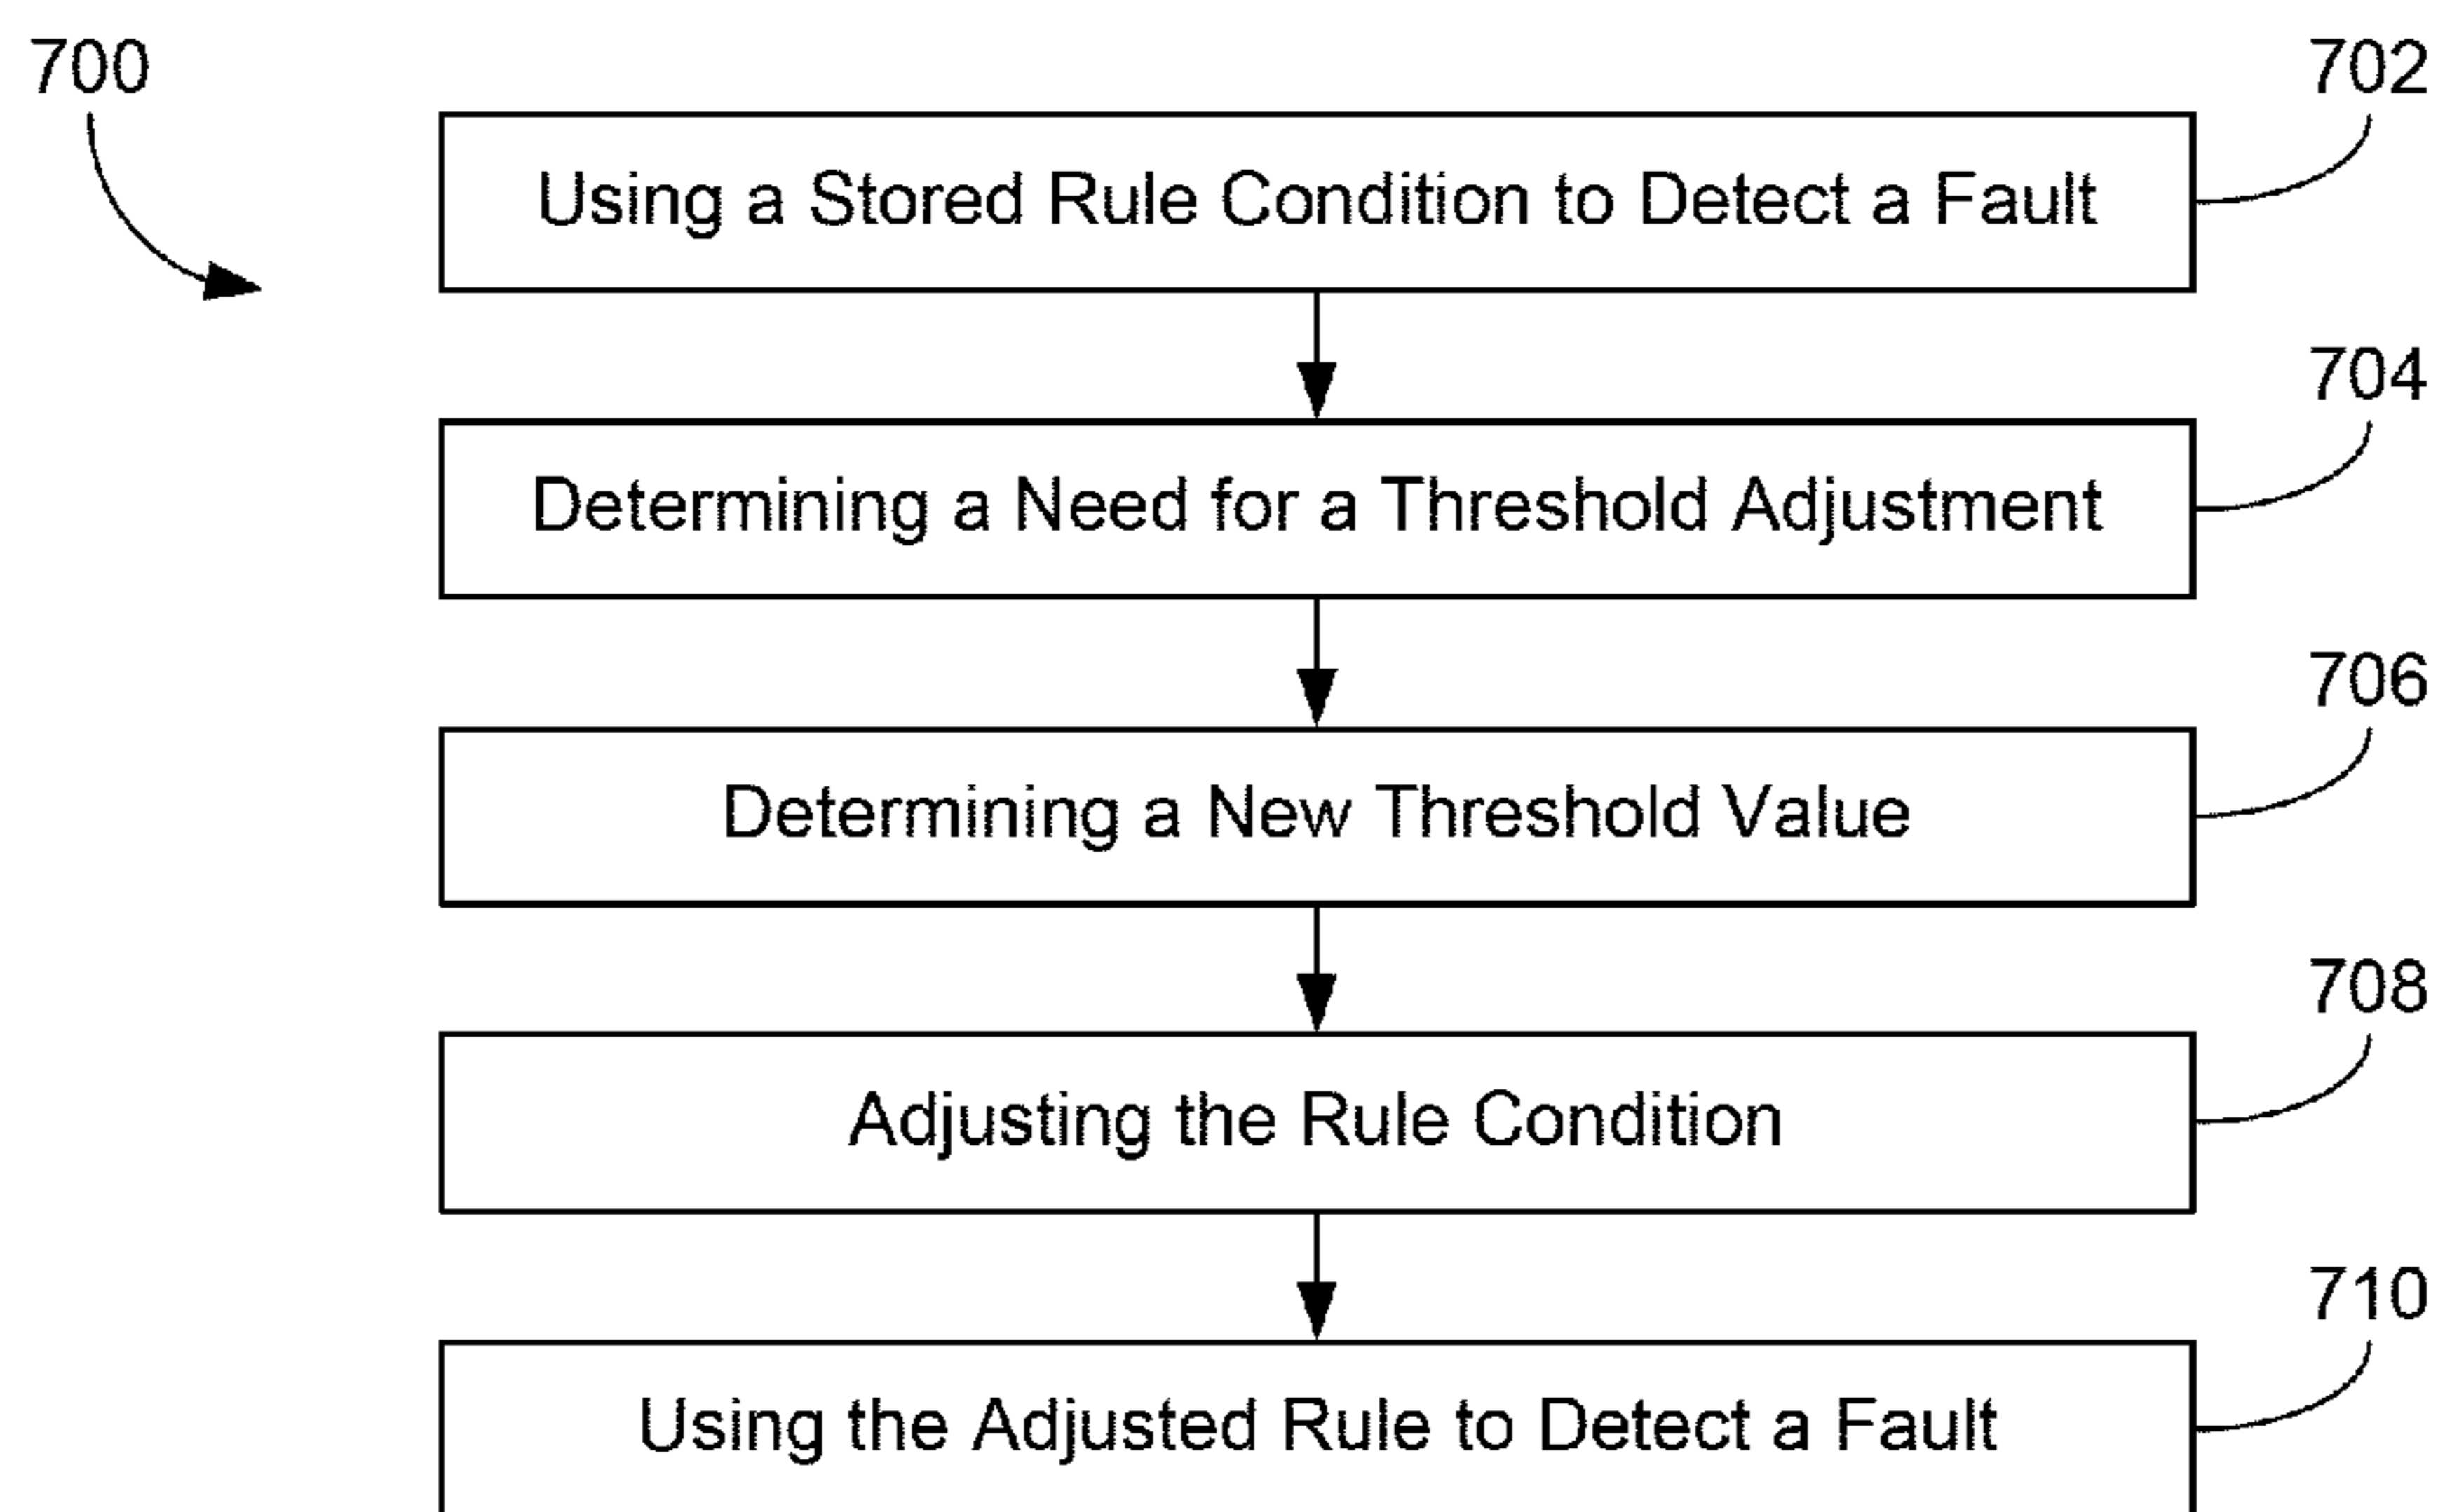 700
702
Using a Stored Rule Condition to Detect a Fault
704
Determining a Need for a Threshold Adjustment
706
Determining a New Threshold Value
708
Adjusting the Rule Condition
710
Using the Adjusted Rule to Detect a Fault